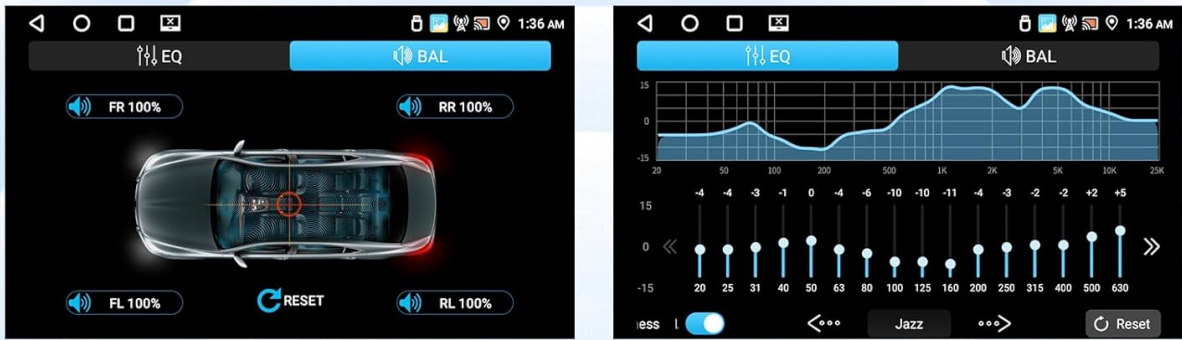 1:36 AM
EQ
BAL
FR 100%
RR 100%
FL 100%
RESET
RL 100%
1:36 AM
EQ
BAL
15
0
-15
20 50 100 200 500 1K 2K 5K 10K 25K
-4 -4 -3 -1 0 -4 -6 -10 -10 -11 -4 -3 -2 -2 +2 +5
15
0
-15
20 25 31 40 50 63 80 100 125 160 200 250 315 400 500 630
ess L Jazz Reset